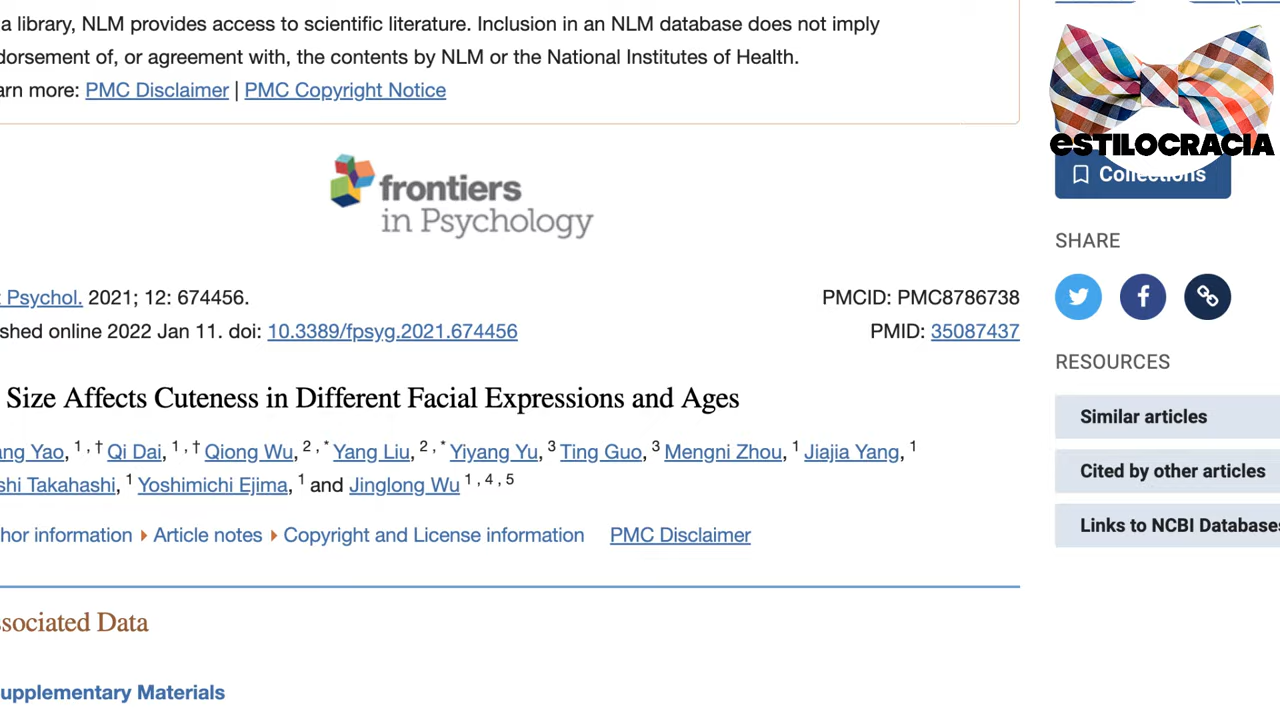 a library, NLM provides access to scientific literature. Inclusion in an NLM database does not imply
dorsement of, or agreement with, the contents by NLM or the National Institutes of Health.
arn more: PMC Disclaimer | PMC Copyright Notice
eSTILOCRACIA
Collections
frontiers
in Psychology
SHARE
Psychol. 2021; 12: 674456.
PMCID: PMC8786738
shed online 2022 Jan 11. doi: 10.3389/fpsyg.2021.674456
PMID: 35087437
RESOURCES
Size Affects Cuteness in Different Facial Expressions and Ages
Similar articles
ang Yao, 1 , † Qi Dai, 1 , † Qiong Wu, 2 , * Yang Liu, 2 , * Yiyang Yu, 3 Ting Guo, 3 Mengni Zhou, 1 Jiajia Yang, 1
shi Takahashi, 1 Yoshimichi Ejima, 1 and Jinglong Wu 1 , 4 , 5
Cited by other articles
hor information Article notes Copyright and License information PMC Disclaimer
Links to NCBI Databases
ssociated Data
upplementary Materials